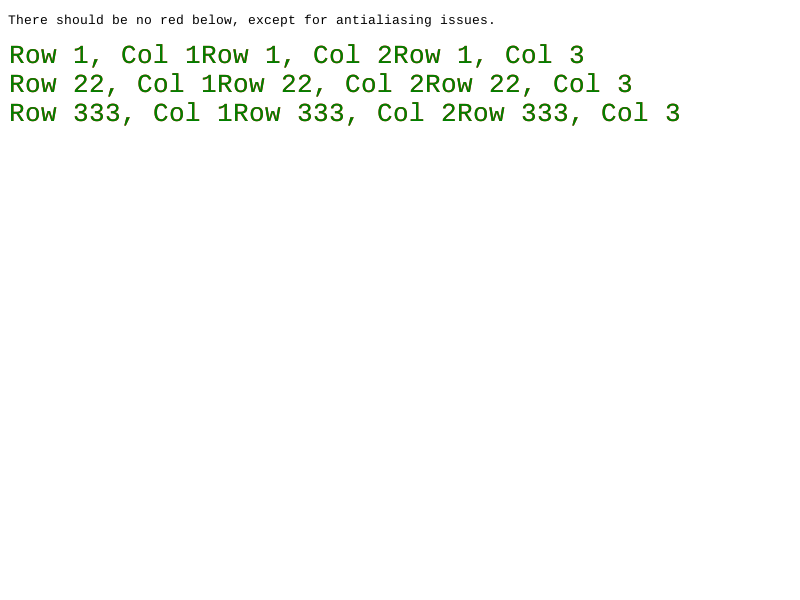 There should be no red below, except for antialiasing issues.
Row 1, Col 1Row 1, Col 2Row 1, Col 3
Row 22, Col 1Row 22, Col 2Row 22, Col 3
Row 333, Col 1Row 333, Col 2Row 333, Col 3